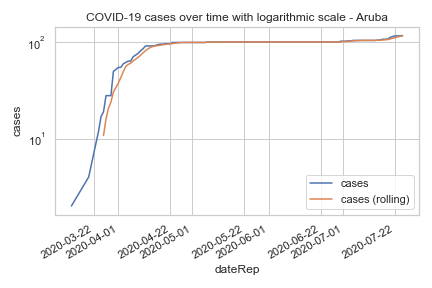 COVID-19 cases over time with logarithmic scale - Aruba
10²
10¹
cases
cases
cases (rolling)
2020-03-22
2020-04-01
2020-04-22
2020-05-01
2020-05-22
2020-06-01
2020-06-22
2020-07-01
2020-07-22
dateRep